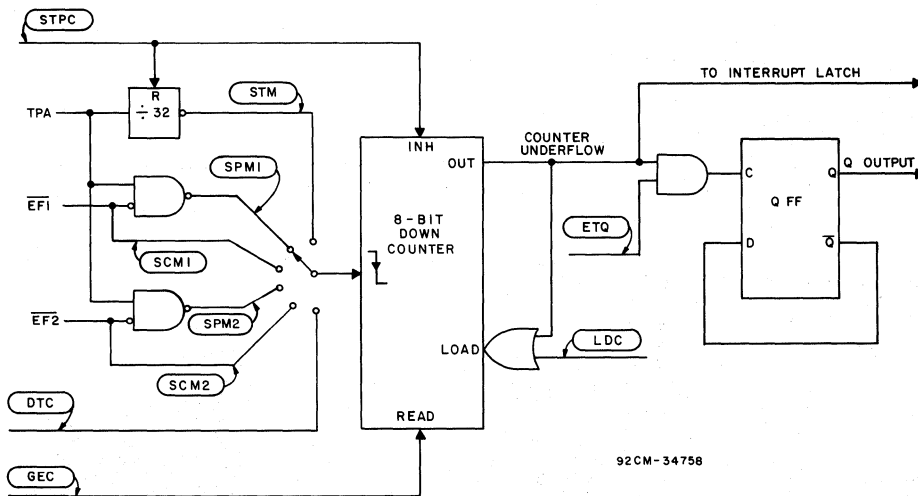 STPC
R
÷ 32
TPA
STM
TO INTERRUPT LATCH
COUNTER
UNDERFLOW
INH
OUT
SPM1
EF1
SCM1
8-BIT
DOWN
COUNTER
C
Q
Q OUTPUT
Q FF
D
Q
ETQ
EF2
SPM2
SCM2
LOAD
LDC
DTC
READ
GEC
92CM-34758